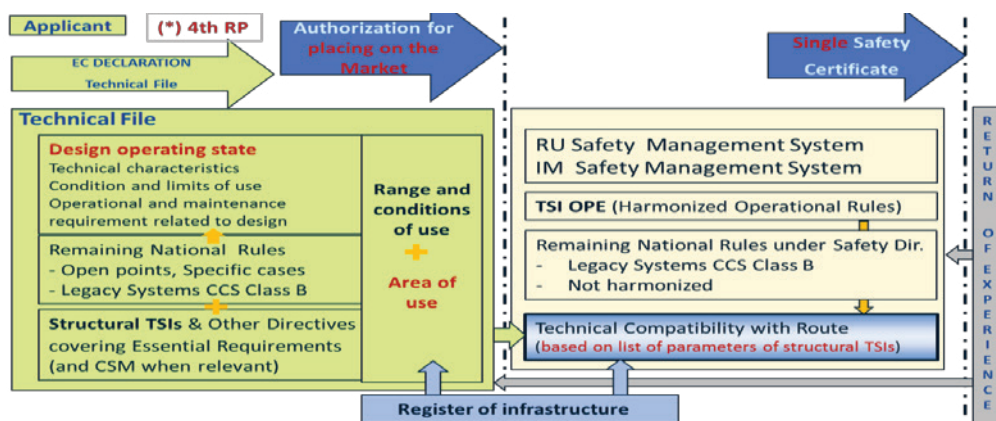 Applicant
(*) 4th RP
EC DECLARATION
Technical File
Authorization for
placing on the
Market
Single Safety
Certificate
Technical File
Design operating state
Technical characteristics
Condition and limits of use
Operational and maintenance
requirement related to design
Remaining National Rules
- Open points, Specific cases
- Legacy Systems CCS Class B
Structural TSIs & Other Directives
covering Essential Requirements
(and CSM when relevant)
Range and
conditions
of use
+
Area of
use
RU Safety Management System
IM Safety Management System
TSI OPE (Harmonized Operational Rules)
Remaining National Rules under Safety Dir.
- Legacy Systems CCS Class B
- Not harmonized
Technical Compatibility with Route
(based on list of parameters of structural TSIs)
Register of infrastructure
RETURN OF EXPERIENCE